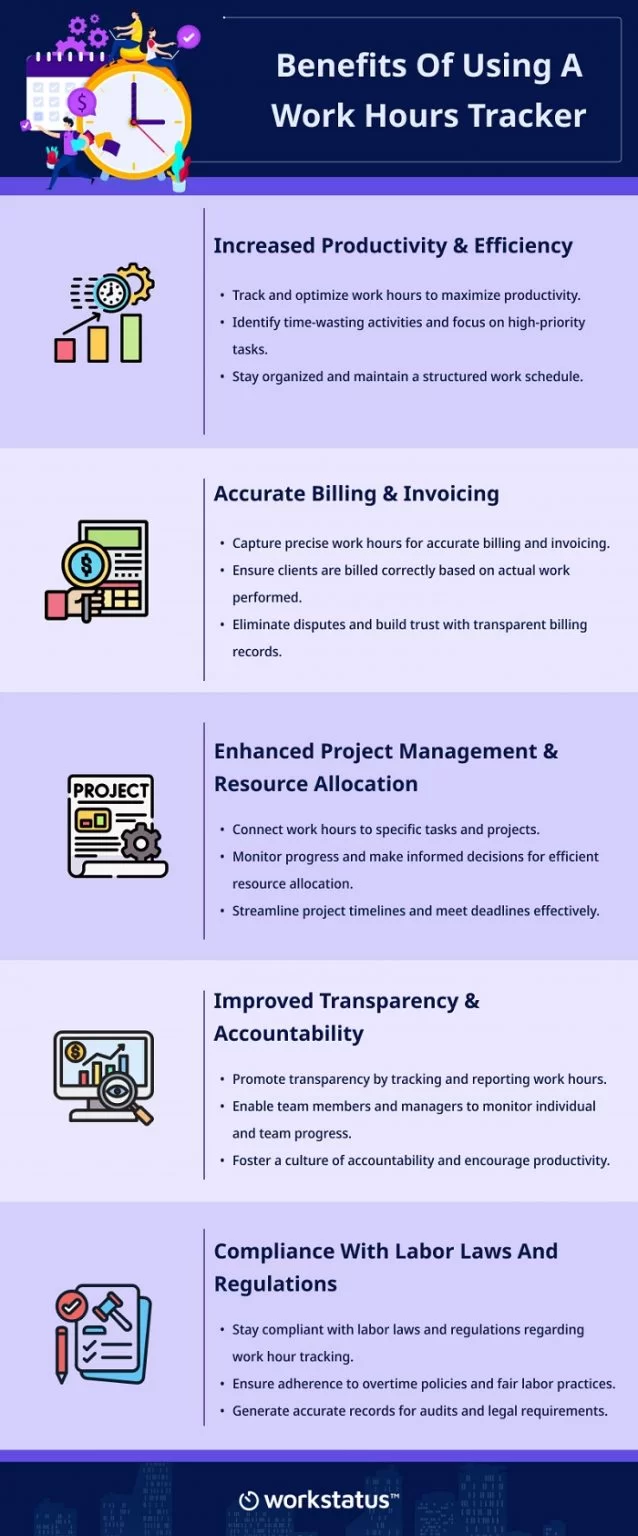 Benefits Of Using A
Work Hours Tracker
$
Increased Productivity & Efficiency
• Track and optimize work hours to maximize productivity.
• Identify time-wasting activities and focus on high-priority
tasks.
• Stay organized and maintain a structured work schedule.
$
Accurate Billing & Invoicing
• Capture precise work hours for accurate billing and invoicing.
• Ensure clients are billed correctly based on actual work
performed.
• Eliminate disputes and build trust with transparent billing
records.
PROJECT
Enhanced Project Management &
Resource Allocation
• Connect work hours to specific tasks and projects.
• Monitor progress and make informed decisions for efficient
resource allocation.
• Streamline project timelines and meet deadlines effectively.
$
Improved Transparency &
Accountability
• Promote transparency by tracking and reporting work hours.
• Enable team members and managers to monitor individual
and team progress.
• Foster a culture of accountability and encourage productivity.
Compliance With Labor Laws And
Regulations
• Stay compliant with labor laws and regulations regarding
work hour tracking.
• Ensure adherence to overtime policies and fair labor practices.
• Generate accurate records for audits and legal requirements.
workstatus™